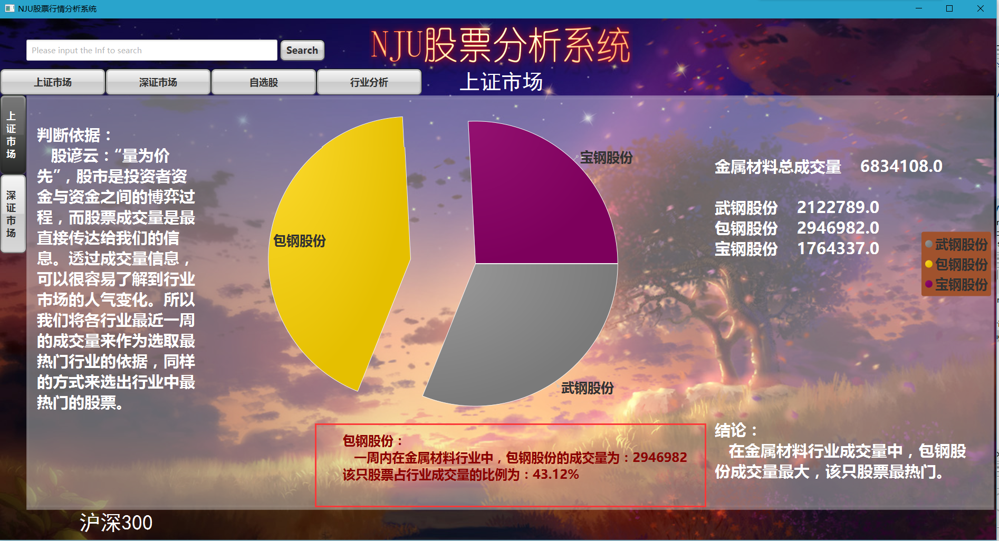 NJU股票行情分析系统
NJU股票分析系统
Please input the Inf to search
Search
上证市场
深证市场
自选股
行业分析
上证市场
上证市场
深证市场
判断依据：
股谚云：“量为价
先”，股市是投资者资
金与资金之间的博弈过
程，而股票成交量是最
直接传达给我们的信
息。透过成交量信息，
可以很容易了解到行业
市场的人气变化。所以
我们将各行业最近一周
的成交量来作为选取最
热门行业的依据，同样
的方式来选出行业中最
热门的股票。
包钢股份
宝钢股份
武钢股份
金属材料总成交量 6834108.0
武钢股份 2122789.0
包钢股份 2946982.0
宝钢股份 1764337.0
武钢股份
包钢股份
宝钢股份
包钢股份：
一周内在金属材料行业中，包钢股份的成交量为：2946982
该只股票占行业成交量的比例为：43.12%
结论：
在金属材料行业成交量中，包钢股
份成交量最大，该只股票最热门。
沪深300